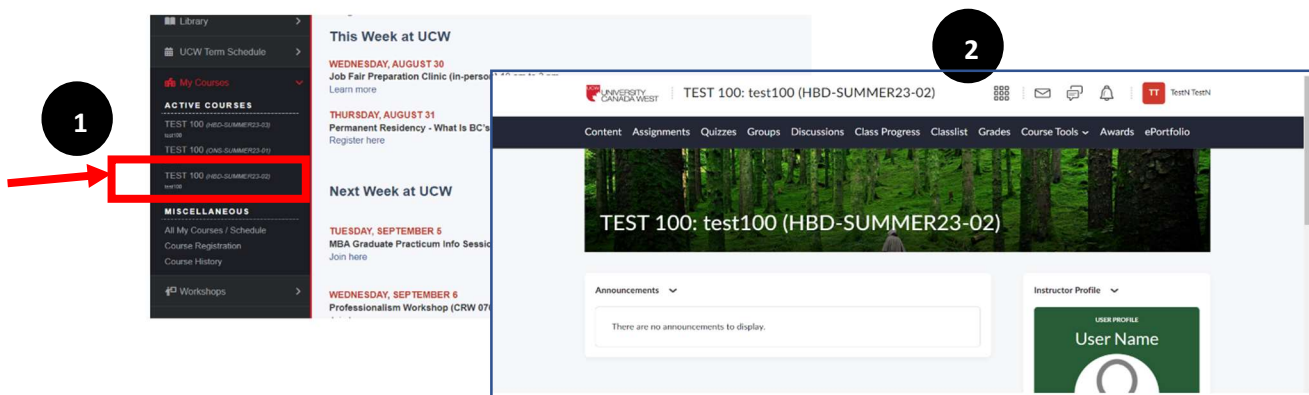 Library
UCW Term Schedule
My Courses
ACTIVE COURSES
TEST 100 (HBD-SUMMER23-03)
test100
TEST 100 (ONS-SUMMER23-01)
TEST 100 (HBD-SUMMER23-02)
test100
MISCELLANEOUS
All My Courses / Schedule
Course Registration
Course History
Workshops
1
This Week at UCW
WEDNESDAY, AUGUST 30
Job Fair Preparation Clinic (in-person)
Learn more
THURSDAY, AUGUST 31
Permanent Residency - What Is BC's
Register here
Next Week at UCW
TUESDAY, SEPTEMBER 5
MBA Graduate Practicum Info Sessio
Join here
WEDNESDAY, SEPTEMBER 6
Professionalism Workshop (CRW 070
2
UCW UNIVERSITY
CANADA WEST
TEST 100: test100 (HBD-SUMMER23-02)
TT TestN TestN
Content Assignments Quizzes Groups Discussions Class Progress Classlist Grades Course Tools Awards ePortfolio
TEST 100: test100 (HBD-SUMMER23-02)
Announcements
There are no announcements to display.
Instructor Profile
USER PROFILE
User Name